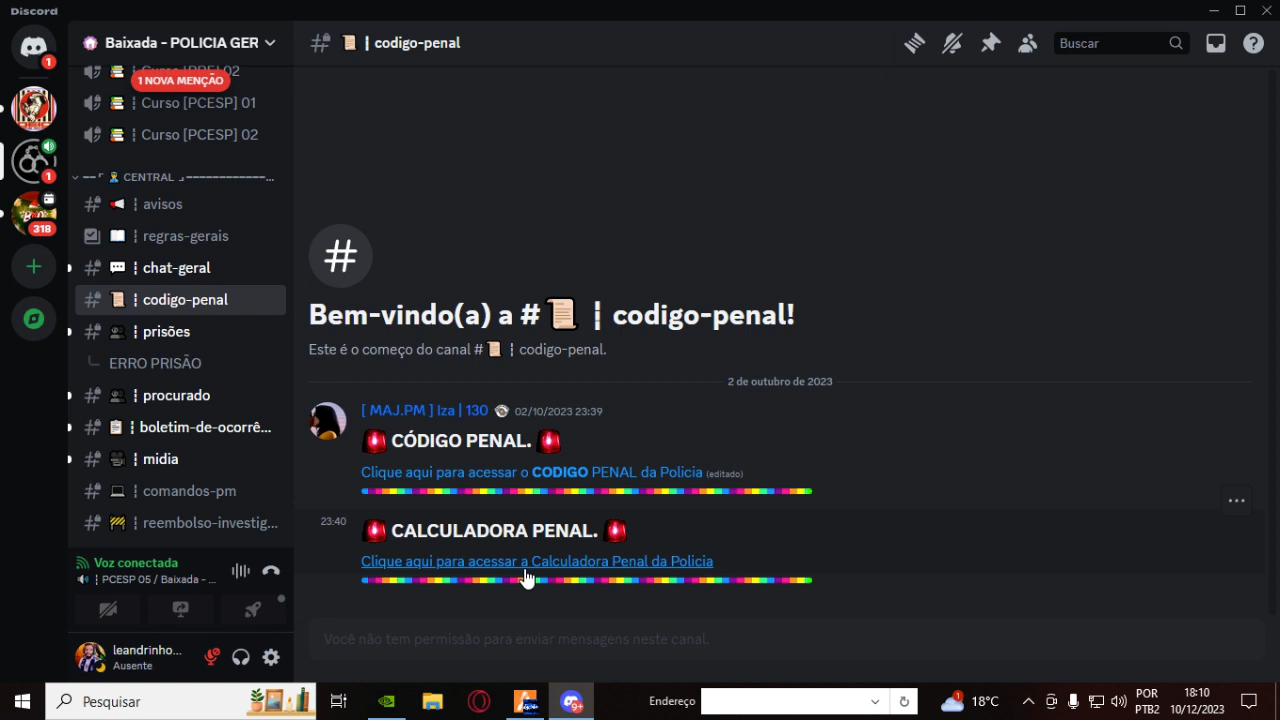 Discord
Baixada - POLICIA GER
| codigo-penal
Buscar
1
1 NOVA MENÇÃO
¦ Curso [PCESP] 01
¦ Curso [PCESP] 02
1
318
CENTRAL
¦ avisos
¦ regras-gerais
¦ chat-geral
¦ codigo-penal
¦ prisões
ERRO PRISÃO
¦ procurado
¦ boletim-de-ocorrê...
¦ midia
¦ comandos-pm
¦ reembolso-investig...
Bem-vindo(a) a # ¦ codigo-penal!
Este é o começo do canal # ¦ codigo-penal.
2 de outubro de 2023
[ MAJ.PM ] Iza | 130 02/10/2023 23:39
CÓDIGO PENAL.
Clique aqui para acessar o CODIGO PENAL da Policia (editado)
23:40
CALCULADORA PENAL.
Clique aqui para acessar a Calculadora Penal da Policia
Você não tem permissão para enviar mensagens neste canal.
Voz conectada
¦ PCESP 05 / Baixada - ...
leandrinho...
Ausente
Pesquisar
9+
Endereço
1
18°C
POR
PTB2
18:10
10/12/2023